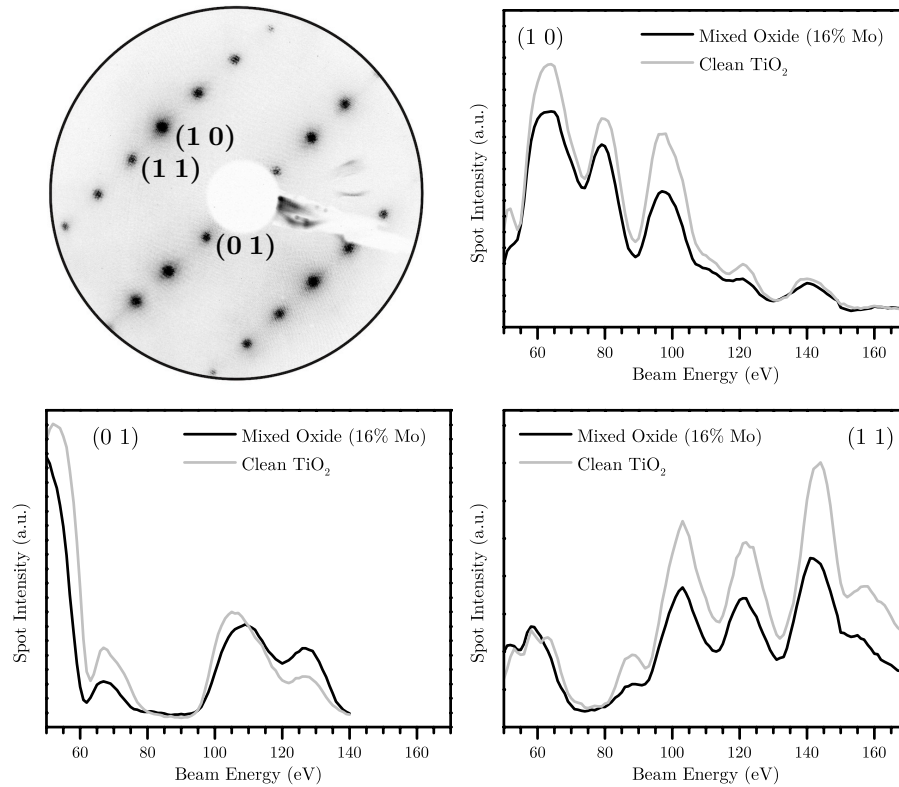 (1 0)
(1 1)
(0 1)
(1 0)
Mixed Oxide (16% Mo)
Clean TiO₂
Spot Intensity (a.u.)
60 80 100 120 140 160
Beam Energy (eV)
(0 1)
Mixed Oxide (16% Mo)
Clean TiO₂
Spot Intensity (a.u.)
60 80 100 120 140 160
Beam Energy (eV)
Mixed Oxide (16% Mo)
(1 1)
Clean TiO₂
Spot Intensity (a.u.)
60 80 100 120 140 160
Beam Energy (eV)